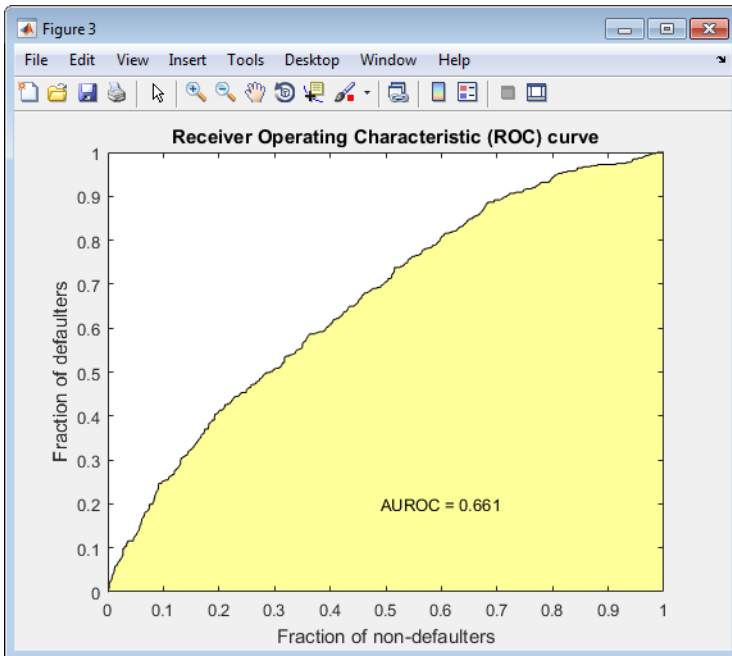 Figure 3
File Edit View Insert Tools Desktop Window Help
Receiver Operating Characteristic (ROC) curve
1
0.9
0.8
0.7
0.6
0.5
0.4
0.3
0.2
0.1
0
Fraction of defaulters
AUROC = 0.661
0 0.1 0.2 0.3 0.4 0.5 0.6 0.7 0.8 0.9 1
Fraction of non-defaulters